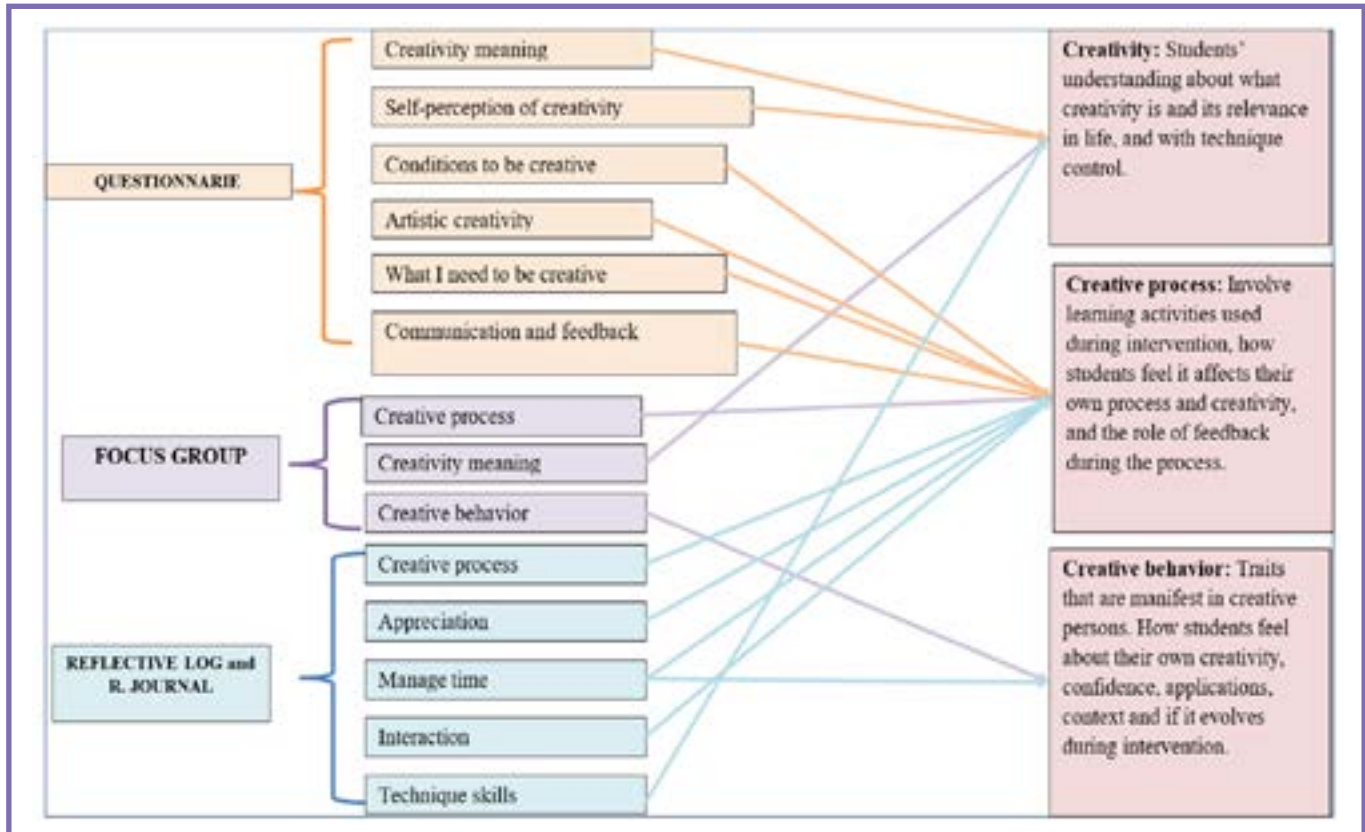 QUESTIONNARIE
Creativity meaning
Self-perception of creativity
Conditions to be creative
Artistic creativity
What I need to be creative
Communication and feedback
FOCUS GROUP
Creative process
Creativity meaning
Creative behavior
REFLECTIVE LOG and
R. JOURNAL
Creative process
Appreciation
Manage time
Interaction
Technique skills
Creativity: Students'
understanding about what
creativity is and its relevance
in life, and with technique
control.
Creative process: Involve
learning activities used
during intervention, how
students feel it affects their
own process and creativity,
and the role of feedback
during the process.
Creative behavior: Traits
that are manifest in creative
persons. How students feel
about their own creativity,
confidence, applications,
context and if it evolves
during intervention.